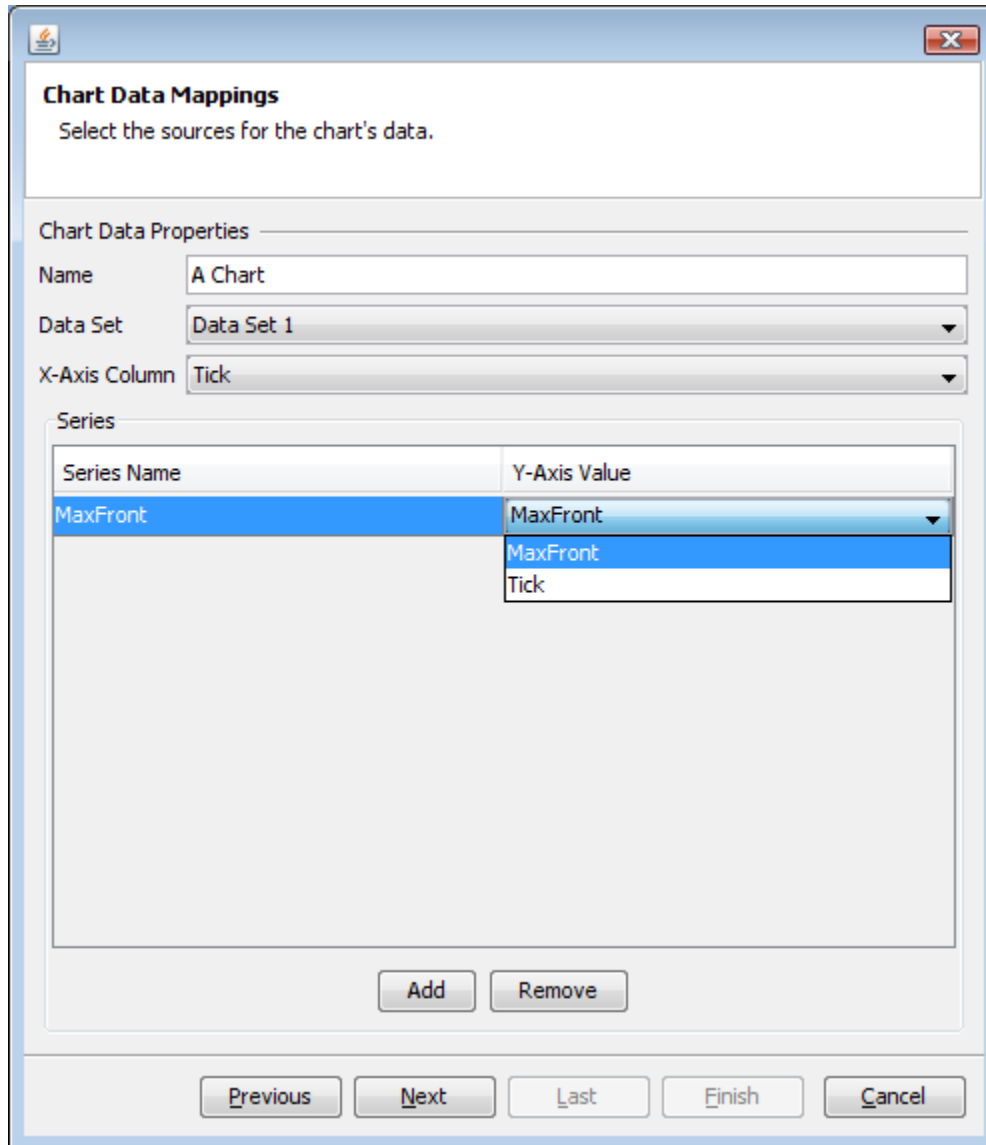 Chart Data Mappings
Select the sources for the chart's data.
Chart Data Properties
Name A Chart
Data Set Data Set 1
X-Axis Column Tick
Series
Series Name Y-Axis Value
MaxFront MaxFront
MaxFront
Tick
Add Remove
Previous Next Last Finish Cancel